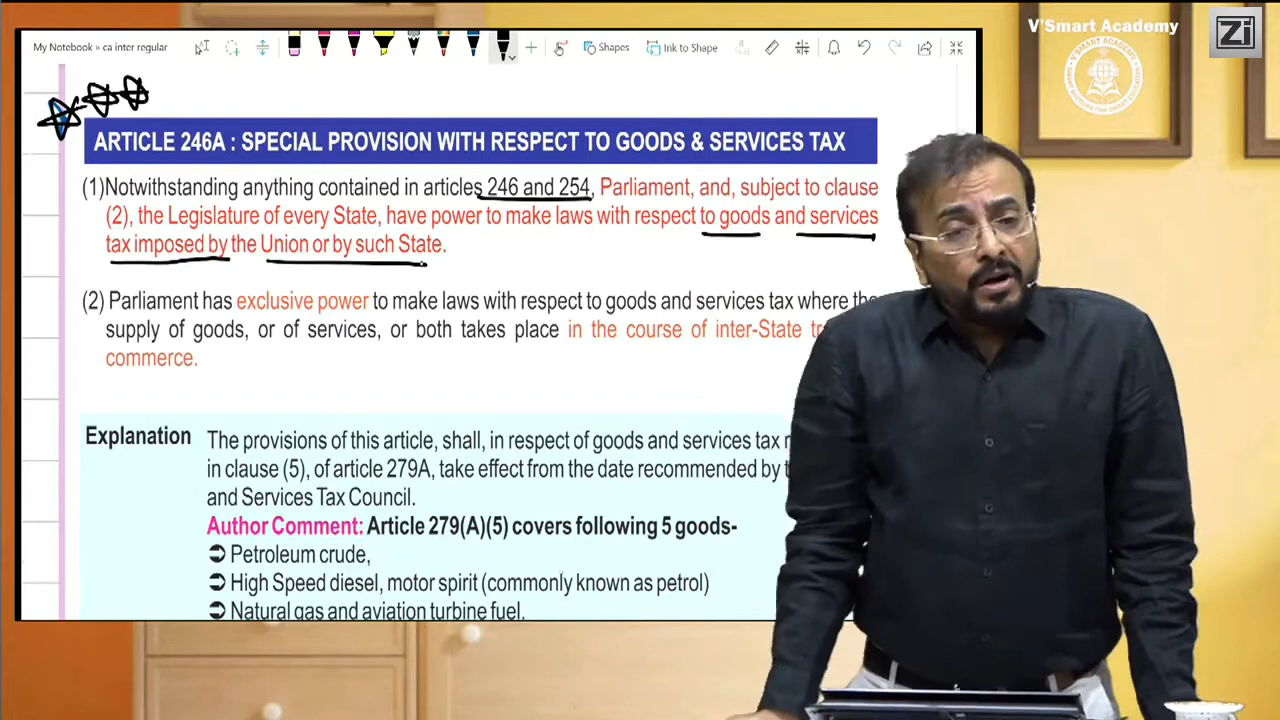 V'Smart Academy
Zi
My Notebook » ca inter regular
Shapes
Ink to Shape
ARTICLE 246A : SPECIAL PROVISION WITH RESPECT TO GOODS & SERVICES TAX
(1)Notwithstanding anything contained in articles 246 and 254, Parliament, and, subject to clause
(2), the Legislature of every State, have power to make laws with respect to goods and services
tax imposed by the Union or by such State.
(2) Parliament has exclusive power to make laws with respect to goods and services tax where the
supply of goods, or of services, or both takes place in the course of inter-State
commerce.
Explanation
The provisions of this article, shall, in respect of goods and services tax
in clause (5), of article 279A, take effect from the date recommended by
and Services Tax Council.
Author Comment: Article 279(A)(5) covers following 5 goods-
➲ Petroleum crude,
➲ High Speed diesel, motor spirit (commonly known as petrol)
➲ Natural gas and aviation turbine fuel.